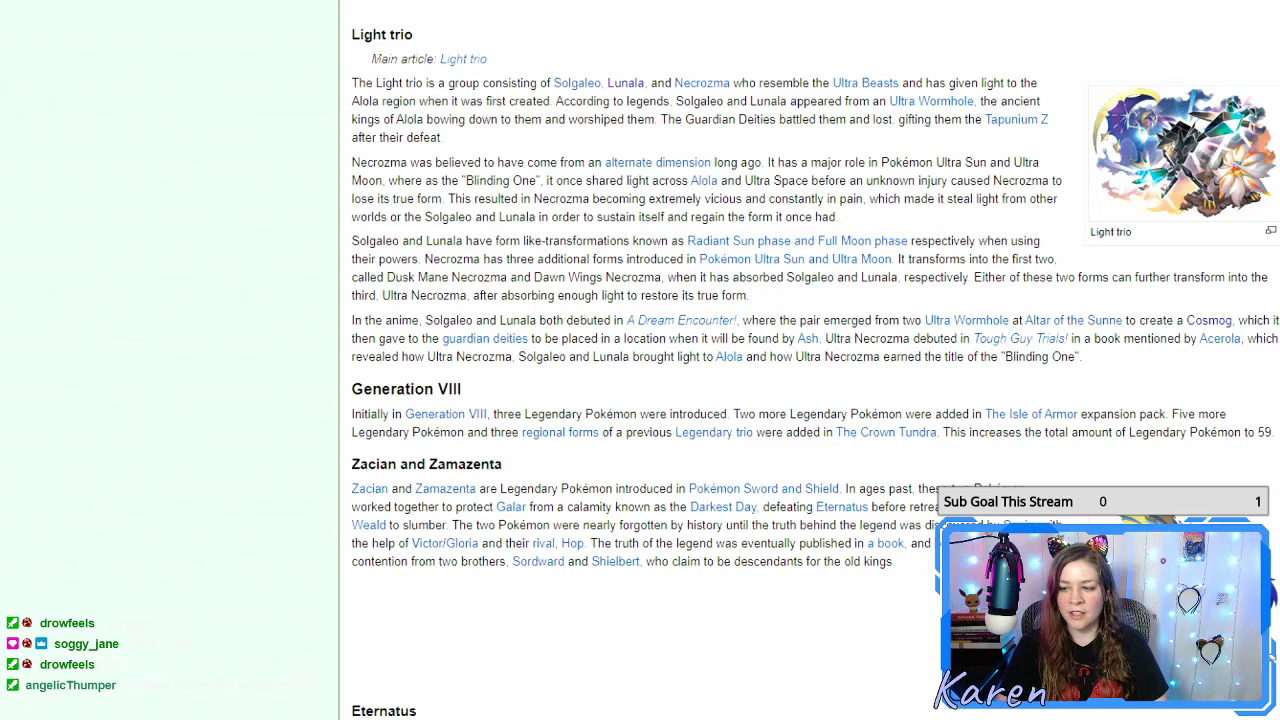 Light trio
Main article: Light trio
The Light trio is a group consisting of Solgaleo, Lunala, and Necrozma who resemble the Ultra Beasts and has given light to the
Alola region when it was first created. According to legends, Solgaleo and Lunala appeared from an Ultra Wormhole, the ancient
kings of Alola bowing down to them and worshiped them. The Guardian Deities battled them and lost, gifting them the Tapunium Z
after their defeat.
Necrozma was believed to have come from an alternate dimension long ago. It has a major role in Pokémon Ultra Sun and Ultra
Moon, where as the "Blinding One", it once shared light across Alola and Ultra Space before an unknown injury caused Necrozma to
lose its true form. This resulted in Necrozma becoming extremely vicious and constantly in pain, which made it steal light from other
worlds or the Solgaleo and Lunala in order to sustain itself and regain the form it once had.
Light trio
Solgaleo and Lunala have form like-transformations known as Radiant Sun phase and Full Moon phase respectively when using
their powers. Necrozma has three additional forms introduced in Pokémon Ultra Sun and Ultra Moon. It transforms into the first two,
called Dusk Mane Necrozma and Dawn Wings Necrozma, when it has absorbed Solgaleo and Lunala, respectively. Either of these two forms can further transform into the
third, Ultra Necrozma, after absorbing enough light to restore its true form.
In the anime, Solgaleo and Lunala both debuted in A Dream Encounter!, where the pair emerged from two Ultra Wormhole at Altar of the Sunne to create a Cosmog, which it
then gave to the guardian deities to be placed in a location when it will be found by Ash. Ultra Necrozma debuted in Tough Guy Trials! in a book mentioned by Acerola, which
revealed how Ultra Necrozma, Solgaleo and Lunala brought light to Alola and how Ultra Necrozma earned the title of the "Blinding One".
Generation VIII
Initially in Generation VIII, three Legendary Pokémon were introduced. Two more Legendary Pokémon were added in The Isle of Armor expansion pack. Five more
Legendary Pokémon and three regional forms of a previous Legendary trio were added in The Crown Tundra. This increases the total amount of Legendary Pokémon to 59.
Zacian and Zamazenta
Zacian and Zamazenta are Legendary Pokémon introduced in Pokémon Sword and Shield. In ages past, these two Pokémon
worked together to protect Galar from a calamity known as the Darkest Day, defeating Eternatus before
Weald to slumber. The two Pokémon were nearly forgotten by history until the truth behind the legend was discovered by Sonia with
the help of Victor/Gloria and their rival, Hop. The truth of the legend was eventually published in a book, and
contention from two brothers, Sordward and Shielbert, who claim to be descendants for the old kings.
Sub Goal This Stream 0 1
drowfeels
soggy_jane
drowfeels
angelicThumper
Karen
Eternatus